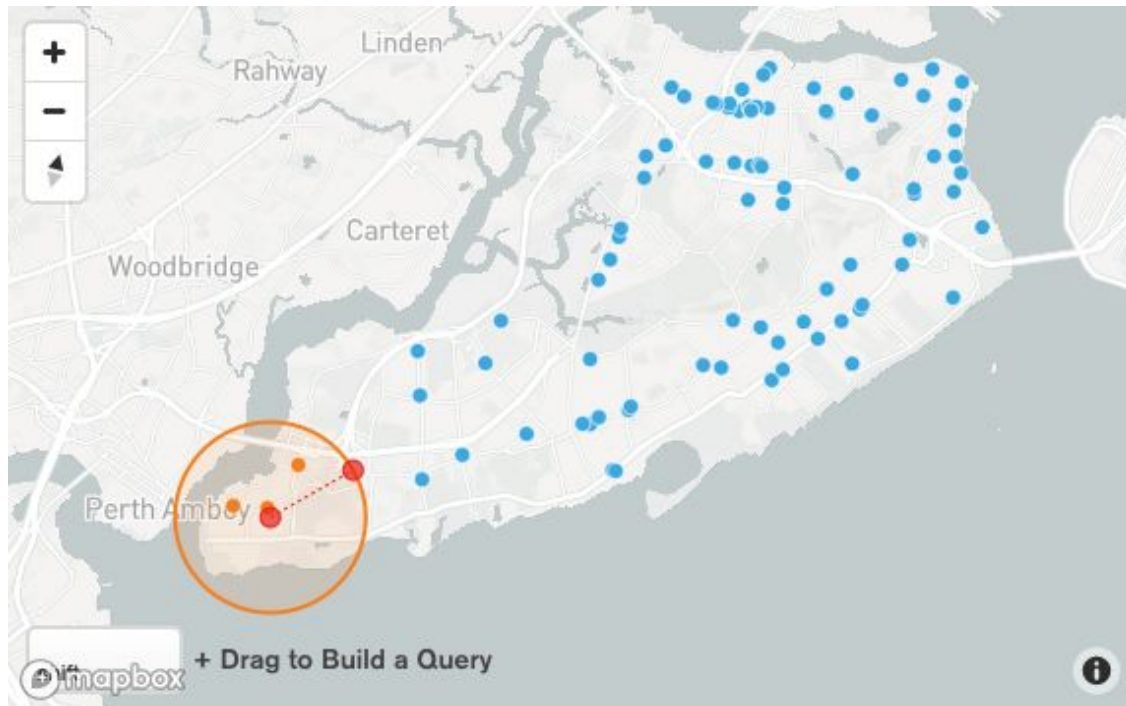 +
Linden
Rahway
−
Carteret
Woodbridge
Perth Amboy
+ Drag to Build a Query
mapbox
i